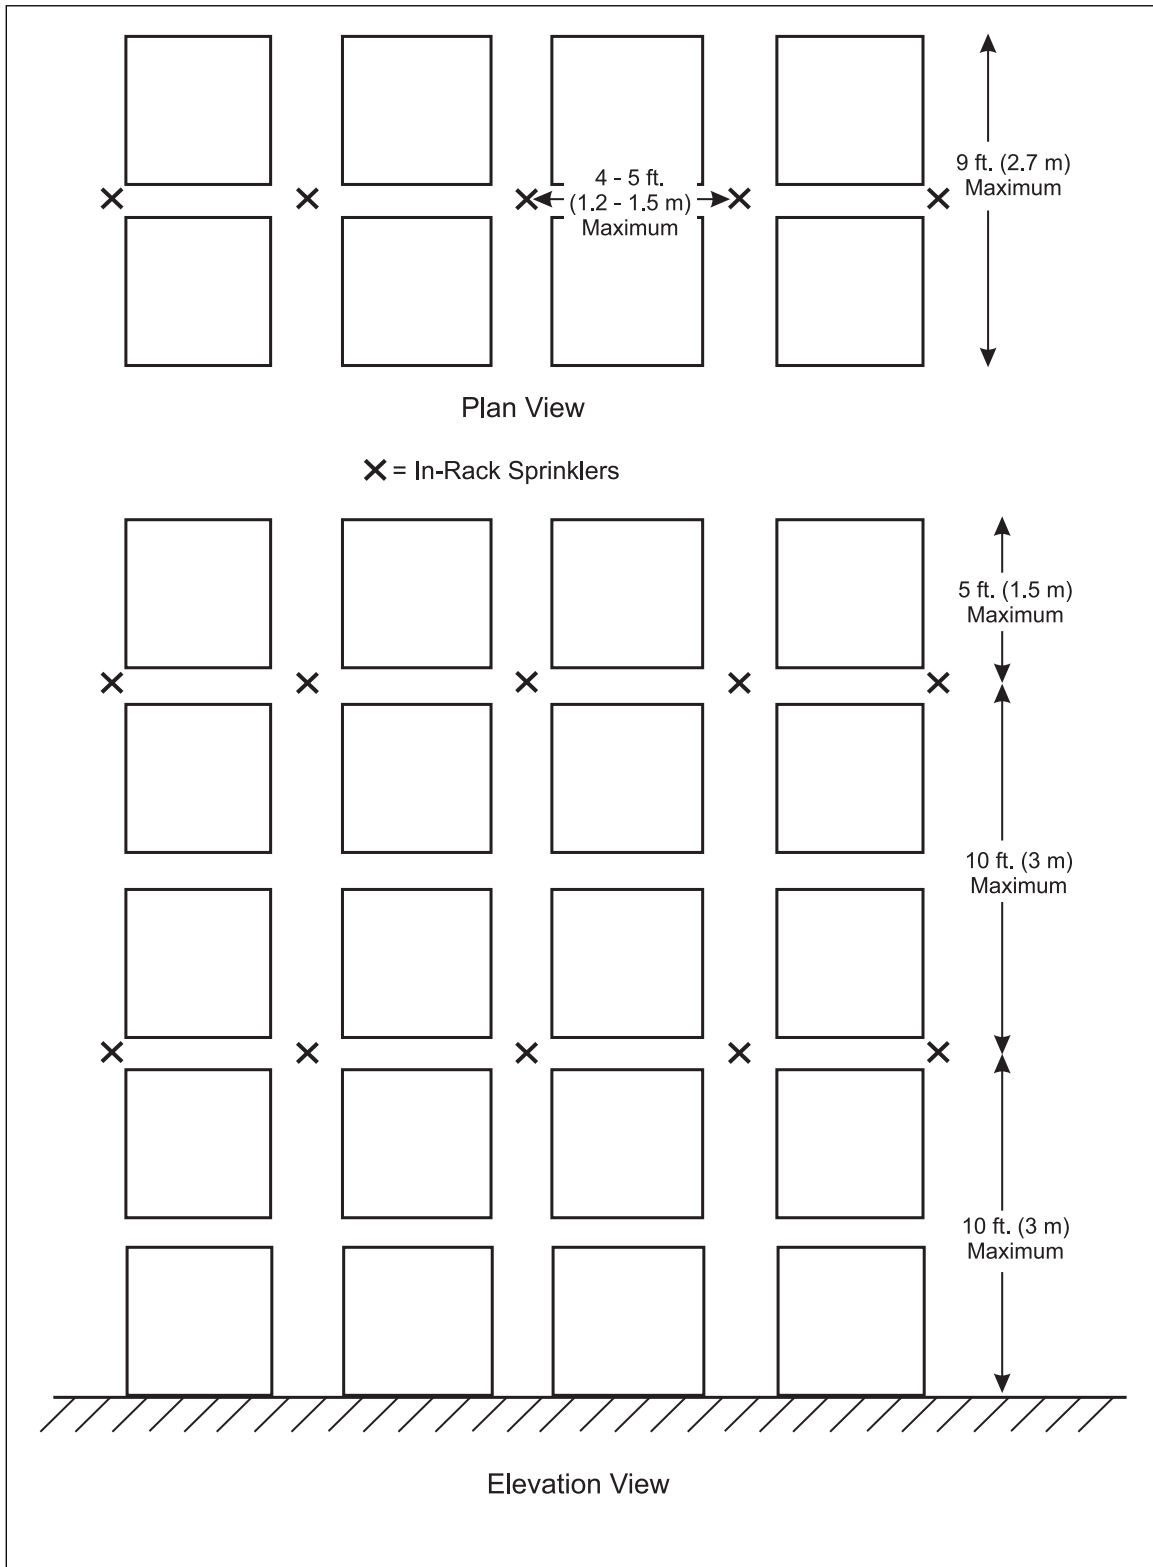 4 - 5 ft.
(1.2 - 1.5 m)
Maximum
9 ft. (2.7 m)
Maximum
Plan View
= In-Rack Sprinklers
5 ft. (1.5 m)
Maximum
10 ft. (3 m)
Maximum
10 ft. (3 m)
Maximum
Elevation View